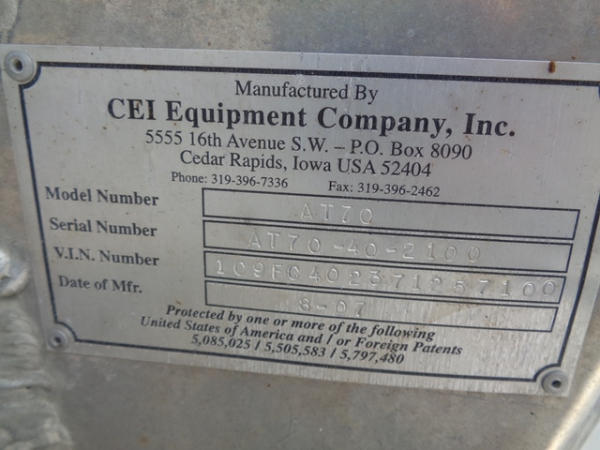 Manufactured By
CEI Equipment Company, Inc.
5555 16th Avenue S.W. – P.O. Box 8090
Cedar Rapids, Iowa USA 52404
Phone: 319-396-7336 Fax: 319-396-2462
Model Number AT70
Serial Number AT70-40-2100
V.I.N. Number
Date of Mfr. 8-07
Protected by one or more of the following
United States of America and / or Foreign Patents
5,085,025 / 5,505,583 / 5,797,480